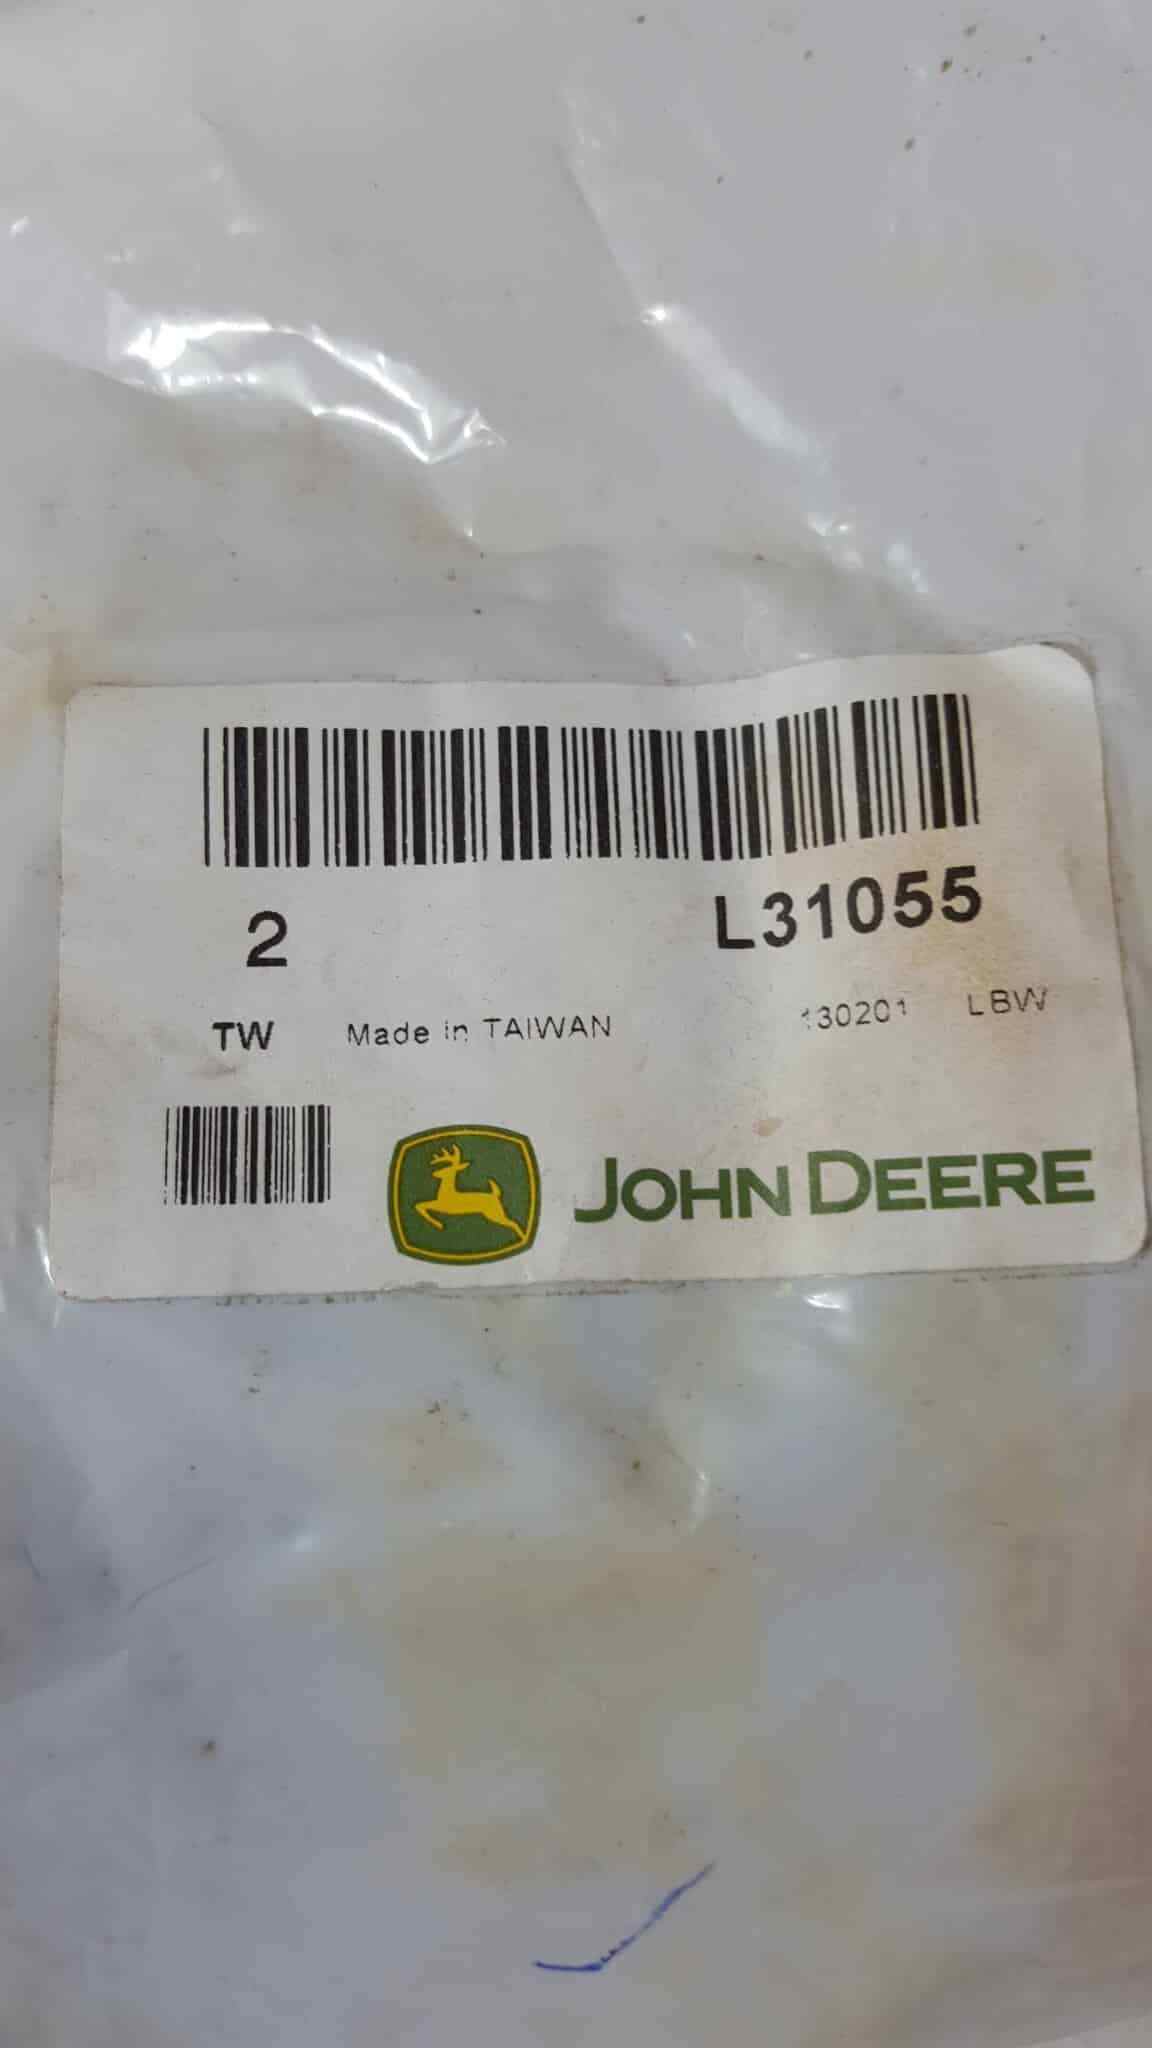 2 L31055
TW Made in TAIWAN 130201 LBW
JOHN DEERE